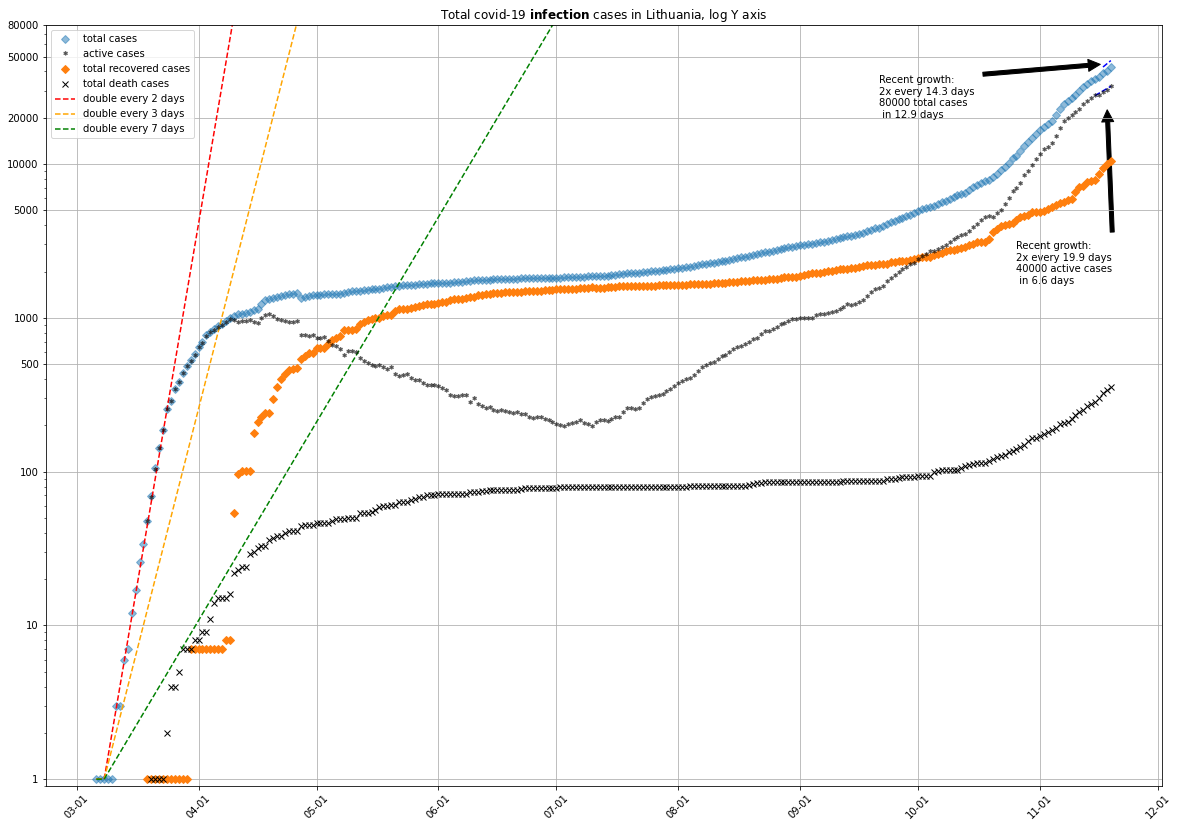 Total covid-19 infection cases in Lithuania, log Y axis
total cases
active cases
total recovered cases
total death cases
double every 2 days
double every 3 days
double every 7 days
Recent growth:
2x every 14.3 days
80000 total cases
in 12.9 days
Recent growth:
2x every 19.9 days
40000 active cases
in 6.6 days
80000
50000
20000
10000
5000
2000
1000
500
200
100
10
1
03-01
04-01
05-01
06-01
07-01
08-01
09-01
10-01
11-01
12-01